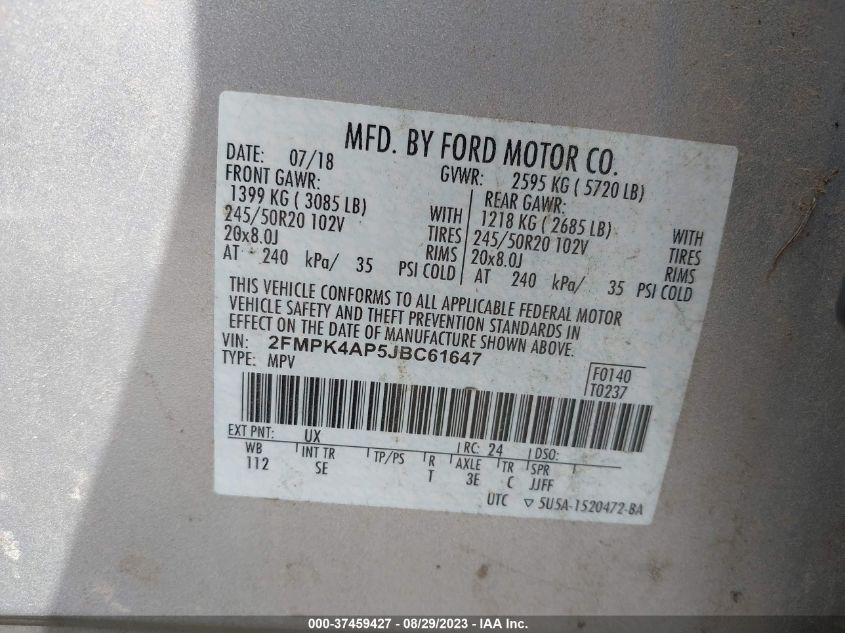 MFD. BY FORD MOTOR CO.
DATE: 07/18 GVWR: 2595 KG ( 5720 LB)
FRONT GAWR: REAR GAWR:
1399 KG ( 3085 LB) WITH 1218 KG ( 2685 LB) WITH
245/50R20 102V TIRES 245/50R20 102V TIRES
20x8.0J RIMS 20x8.0J RIMS
AT 240 kPa/ 35 PSI COLD AT 240 kPa/ 35 PSI COLD
THIS VEHICLE CONFORMS TO ALL APPLICABLE FEDERAL MOTOR
VEHICLE SAFETY AND THEFT PREVENTION STANDARDS IN
EFFECT ON THE DATE OF MANUFACTURE SHOWN ABOVE.
VIN: 2FMPK4AP5JBC61647
TYPE: MPV
F0140
T0237
EXT PNT: UX RC: 24 DSO:
WB INT TR TP/PS R AXLE TR SPR
112 SE T 3E C JJFF
UTC ▽ 5U5A-1520472-BA
000-37459427 - 08/29/2023 - IAA Inc.